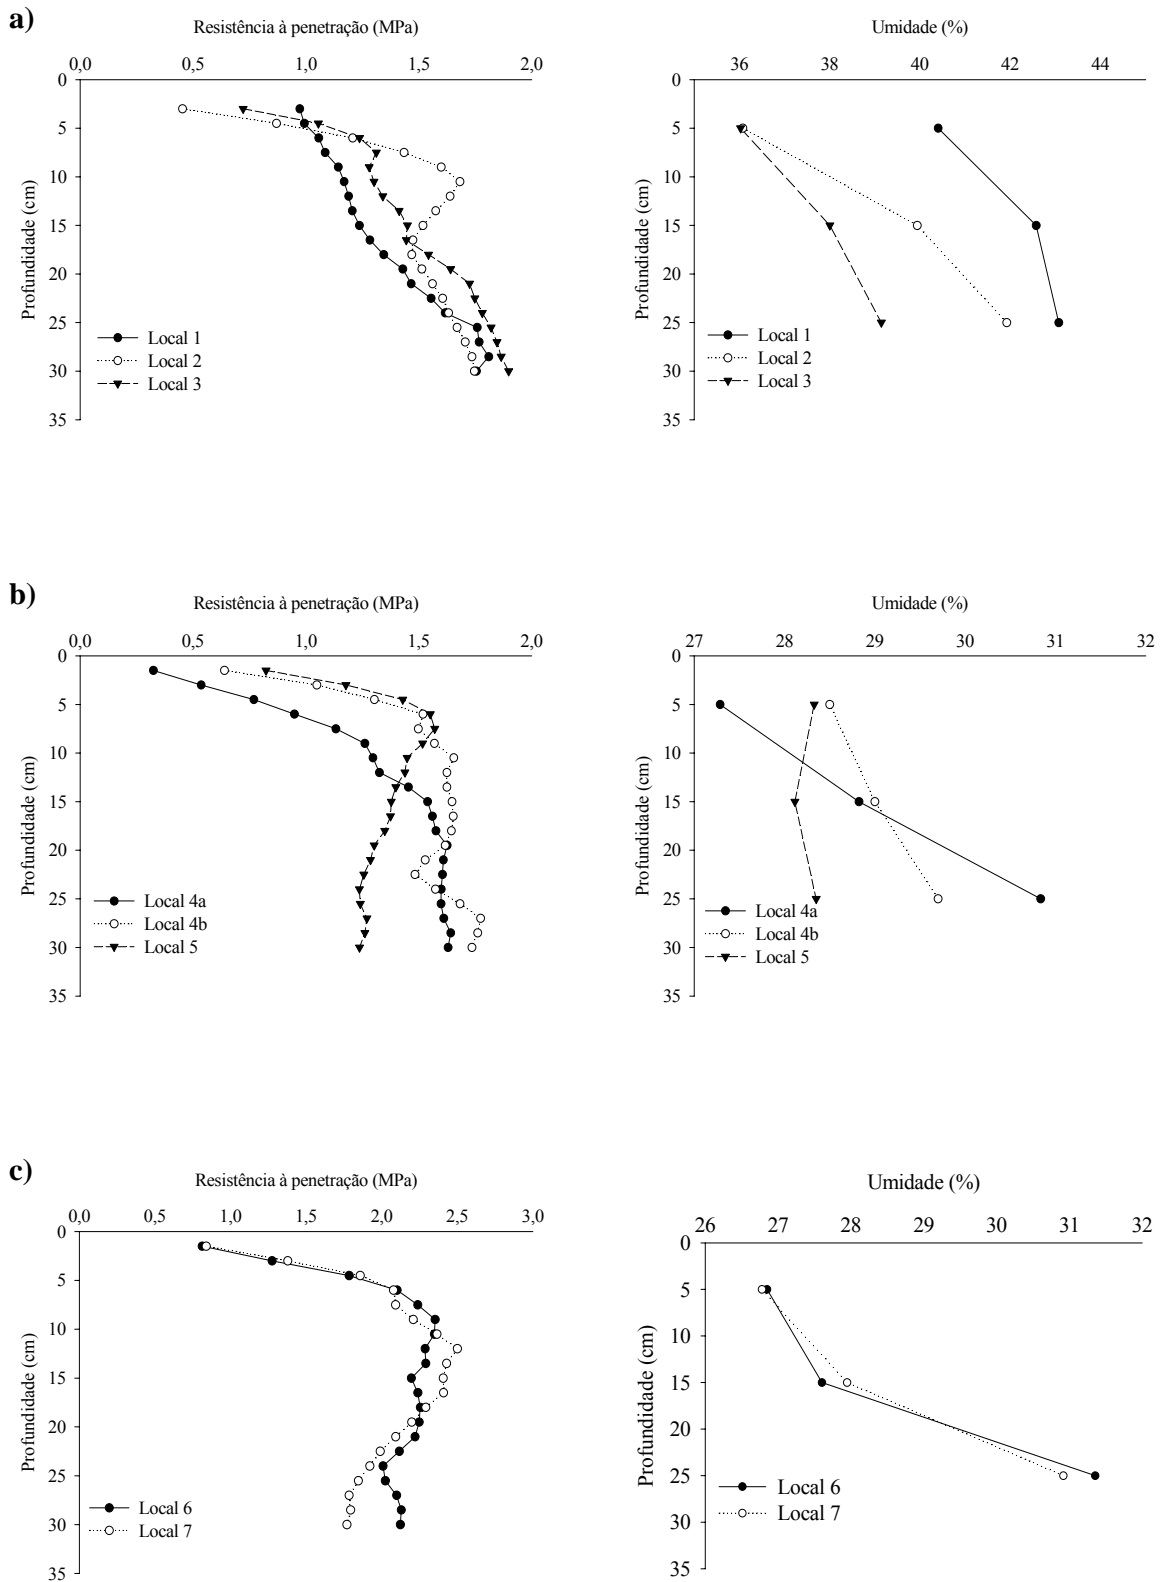 a)
Resistência à penetração (MPa)
0,0 0,5 1,0 1,5 2,0
0
5
10
15
20
25
30
35
Profundidade (cm)
Local 1
Local 2
Local 3
Umidade (%)
36 38 40 42 44
0
5
10
15
20
25
30
35
Profundidade (cm)
Local 1
Local 2
Local 3
b)
Resistência à penetração (MPa)
0,0 0,5 1,0 1,5 2,0
0
5
10
15
20
25
30
35
Profundidade (cm)
Local 4a
Local 4b
Local 5
Umidade (%)
27 28 29 30 31 32
0
5
10
15
20
25
30
35
Profundidade (cm)
Local 4a
Local 4b
Local 5
c)
Resistência à penetração (MPa)
0,0 0,5 1,0 1,5 2,0 2,5 3,0
0
5
10
15
20
25
30
35
Profundidade (cm)
Local 6
Local 7
Umidade (%)
26 27 28 29 30 31 32
0
5
10
15
20
25
30
35
Profundidade (cm)
Local 6
Local 7